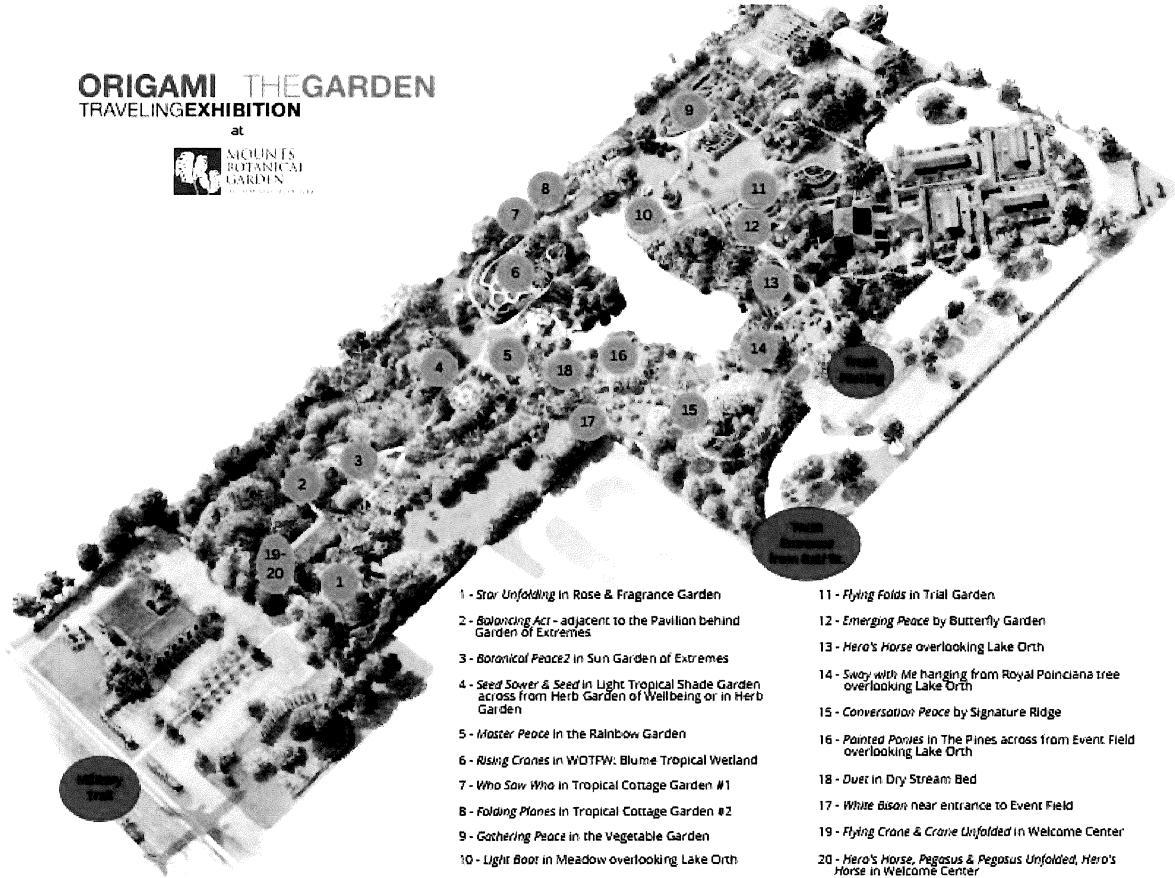 ORIGAMI THEGARDEN
TRAVELINGEXHIBITION
at
MOUNTS
BOTANICAL
GARDEN
9
8
11
7
10
12
6
13
5
16
14
4
18
15
17
3
2
19-
20
1
Trail
1 - Star Unfolding in Rose & Fragrance Garden
2 - Balancing Act - adjacent to the Pavilion behind
Garden of Extremes
3 - Botanical Peace2 in Sun Garden of Extremes
4 - Seed Sower & Seed in Light Tropical Shade Garden
across from Herb Garden of Wellbeing or in Herb
Garden
5 - Master Peace in the Rainbow Garden
6 - Rising Cranes in WOTFW: Blume Tropical Wetland
7 - Who Saw Who in Tropical Cottage Garden #1
8 - Folding Planes in Tropical Cottage Garden #2
9 - Gathering Peace in the Vegetable Garden
10 - Light Boat in Meadow overlooking Lake Orth
11 - Flying Folds in Trial Garden
12 - Emerging Peace by Butterfly Garden
13 - Hero's Horse overlooking Lake Orth
14 - Sway with Me hanging from Royal Poinciana tree
overlooking Lake Orth
15 - Conversation Peace by Signature Ridge
16 - Painted Ponies in The Pines across from Event Field
overlooking Lake Orth
18 - Duet in Dry Stream Bed
17 - White Bison near entrance to Event Field
19 - Flying Crane & Crane Unfolded in Welcome Center
20 - Hero's Horse, Pegasus & Pegasus Unfolded, Hero's
Horse in Welcome Center